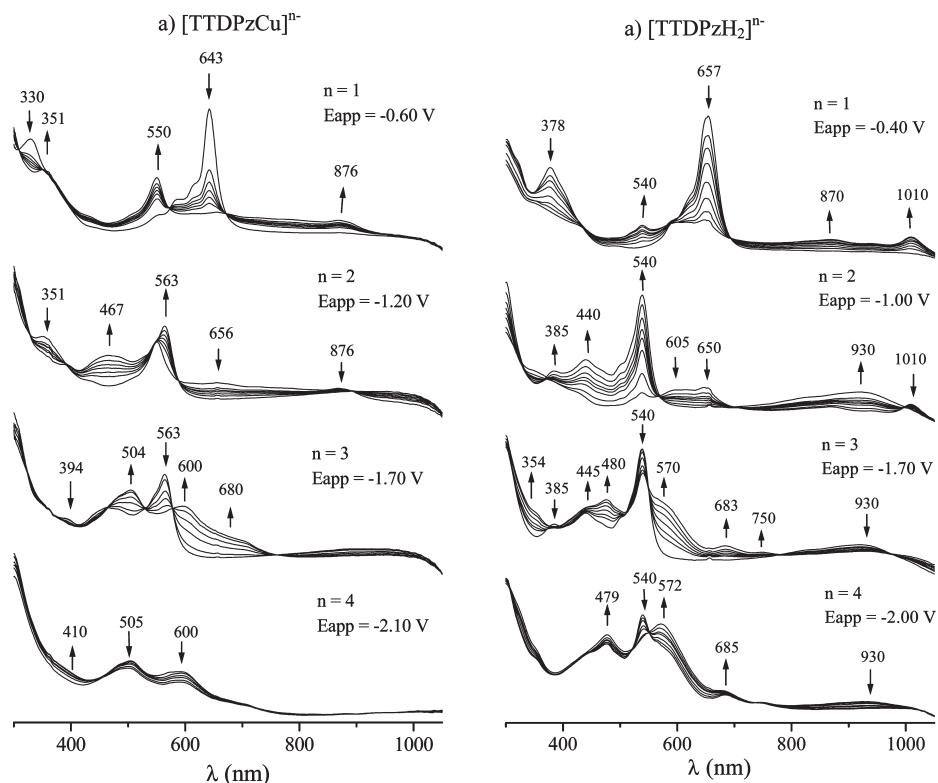 a) [TTDPzCu]ⁿ⁻
643
n = 1
Eapp = -0.60 V
330
351
550
876
n = 2
Eapp = -1.20 V
351
467
563
656
876
n = 3
Eapp = -1.70 V
394
504
563
600
680
n = 4
Eapp = -2.10 V
410
505
600
400 600 800 1000
λ (nm)
a) [TTDPzH₂]ⁿ⁻
657
n = 1
Eapp = -0.40 V
378
540
870
1010
n = 2
Eapp = -1.00 V
385
440
540
605
650
930
1010
n = 3
Eapp = -1.70 V
354
385
445
480
540
570
683
750
930
n = 4
Eapp = -2.00 V
479
540
572
685
930
400 600 800 1000
λ (nm)